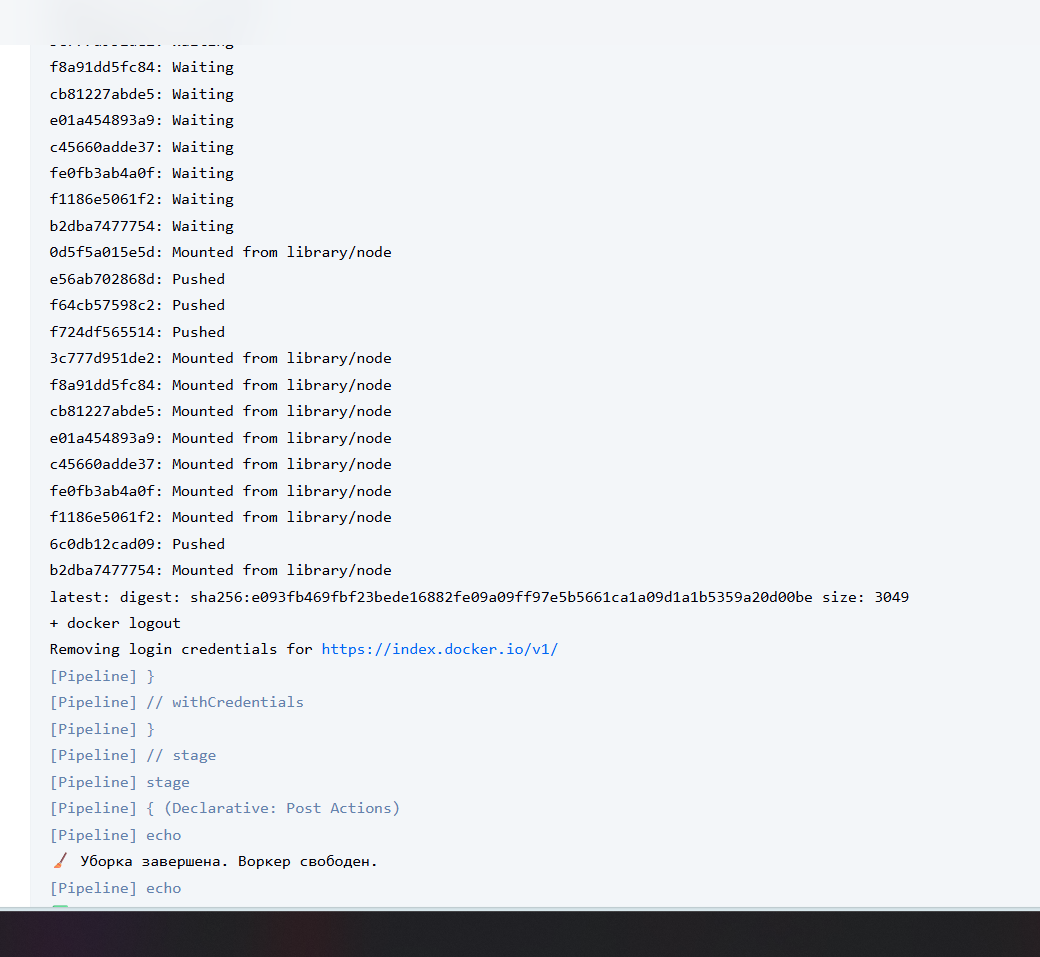 f8a91dd5fc84: Waiting
cb81227abde5: Waiting
e01a454893a9: Waiting
c45660adde37: Waiting
fe0fb3ab4a0f: Waiting
f1186e5061f2: Waiting
b2dba7477754: Waiting
0d5f5a015e5d: Mounted from library/node
e56ab702868d: Pushed
f64cb57598c2: Pushed
f724df565514: Pushed
3c777d951de2: Mounted from library/node
f8a91dd5fc84: Mounted from library/node
cb81227abde5: Mounted from library/node
e01a454893a9: Mounted from library/node
c45660adde37: Mounted from library/node
fe0fb3ab4a0f: Mounted from library/node
f1186e5061f2: Mounted from library/node
6c0db12cad09: Pushed
b2dba7477754: Mounted from library/node
latest: digest: sha256:e093fb469fbf23bede16882fe09a09ff97e5b5661ca1a09d1a1b5359a20d00be size: 3049
+ docker logout
Removing login credentials for https://index.docker.io/v1/
[Pipeline] }
[Pipeline] // withCredentials
[Pipeline] }
[Pipeline] // stage
[Pipeline] stage
[Pipeline] { (Declarative: Post Actions)
[Pipeline] echo
🧹 Уборка завершена. Воркер свободен.
[Pipeline] echo